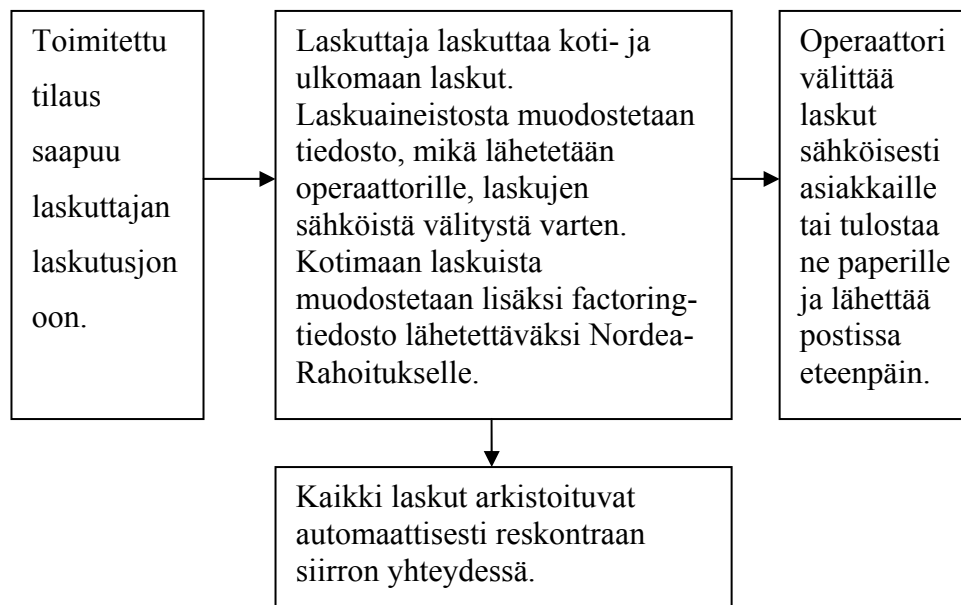 Toimitettu
tilaus
saapuu
laskuttajan
laskutusjon
oon.
Laskuttaja laskuttaa koti- ja
ulkomaan laskut.
Laskuaineistosta muodostetaan
tiedosto, mikä lähetetään
operaattorille, laskujen
sähköistä välitystä varten.
Kotimaan laskuista
muodostetaan lisäksi factoring-
tiedosto lähetettäväksi Nordea-
Rahoitukselle.
Operaattori
välittää
laskut
sähköisesti
asiakkaille
tai tulostaa
ne paperille
ja lähettää
postissa
eteenpäin.
Kaikki laskut arkistoituvat
automaattisesti reskontraan
siirron yhteydessä.